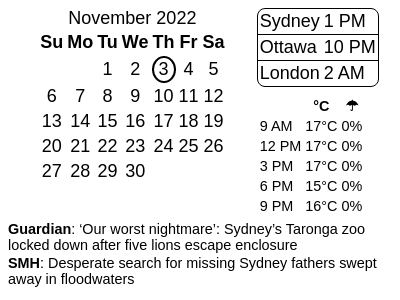 November 2022
Su Mo Tu We Th Fr Sa
1 2 3 4 5
6 7 8 9 10 11 12
13 14 15 16 17 18 19
20 21 22 23 24 25 26
27 28 29 30
Sydney 1 PM
Ottawa 10 PM
London 2 AM
°C ☂
9 AM 17°C 0%
12 PM 17°C 0%
3 PM 17°C 0%
6 PM 15°C 0%
9 PM 16°C 0%
Guardian: ‘Our worst nightmare’: Sydney’s Taronga zoo
locked down after five lions escape enclosure
SMH: Desperate search for missing Sydney fathers swept
away in floodwaters